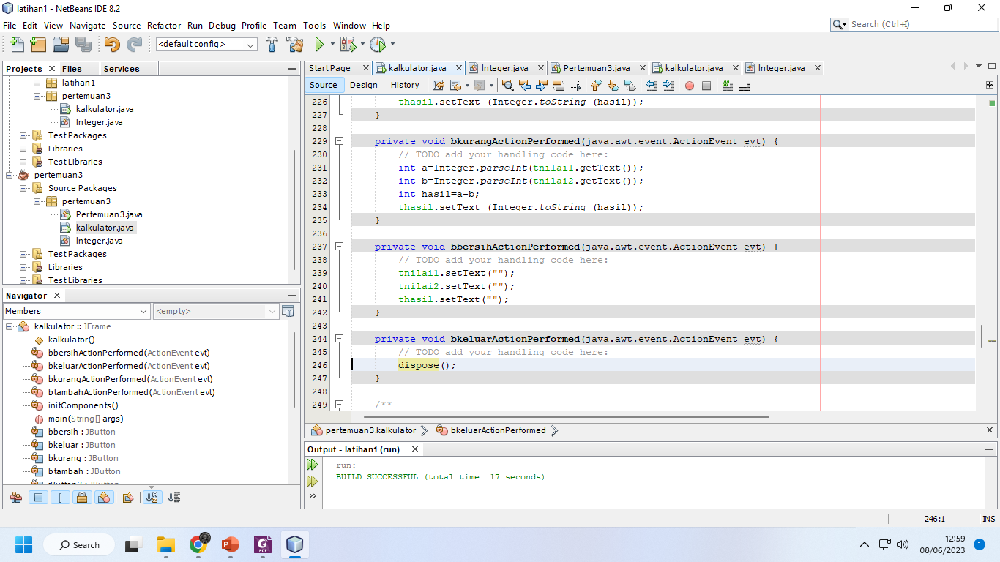 latihan1 - NetBeans IDE 8.2
File Edit View Navigate Source Refactor Run Debug Profile Team Tools Window Help
Search (Ctrl+I)
<default config>
Projects Files Services
latihan1
pertemuan3
kalkulator.java
Integer.java
Test Packages
Libraries
Test Libraries
pertemuan3
Source Packages
pertemuan3
Pertemuan3.java
kalkulator.java
Integer.java
Test Packages
Libraries
Test Libraries
Navigator
Members
<empty>
kalkulator :: JFrame
kalkulator()
bbersihActionPerformed(ActionEvent evt)
bkeluarActionPerformed(ActionEvent evt)
bkurangActionPerformed(ActionEvent evt)
btambahActionPerformed(ActionEvent evt)
initComponents()
main(String[] args)
bbersih : JButton
bkeluar : JButton
bkurang : JButton
btambah : JButton
Start Page kalkulator.java Integer.java Pertemuan3.java kalkulator.java Integer.java
Source Design History
226 thasil.setText (Integer.toString (hasil));
227 }
228
229 private void bkurangActionPerformed(java.awt.event.ActionEvent evt) {
230 // TODO add your handling code here:
231 int a=Integer.parseInt(tnilai1.getText());
232 int b=Integer.parseInt(tnilai2.getText());
233 int hasil=a-b;
234 thasil.setText (Integer.toString (hasil));
235 }
236
237 private void bbersihActionPerformed(java.awt.event.ActionEvent evt) {
238 // TODO add your handling code here:
239 tnilai1.setText("");
240 tnilai2.setText("");
241 thasil.setText("");
242 }
243
244 private void bkeluarActionPerformed(java.awt.event.ActionEvent evt) {
245 // TODO add your handling code here:
246 dispose();
247 }
248
249 /**
pertemuan3.kalkulator bkeluarActionPerformed
Output - latihan1 (run)
run:
BUILD SUCCESSFUL (total time: 17 seconds)
246:1 INS
Search
12:59
08/06/2023
1